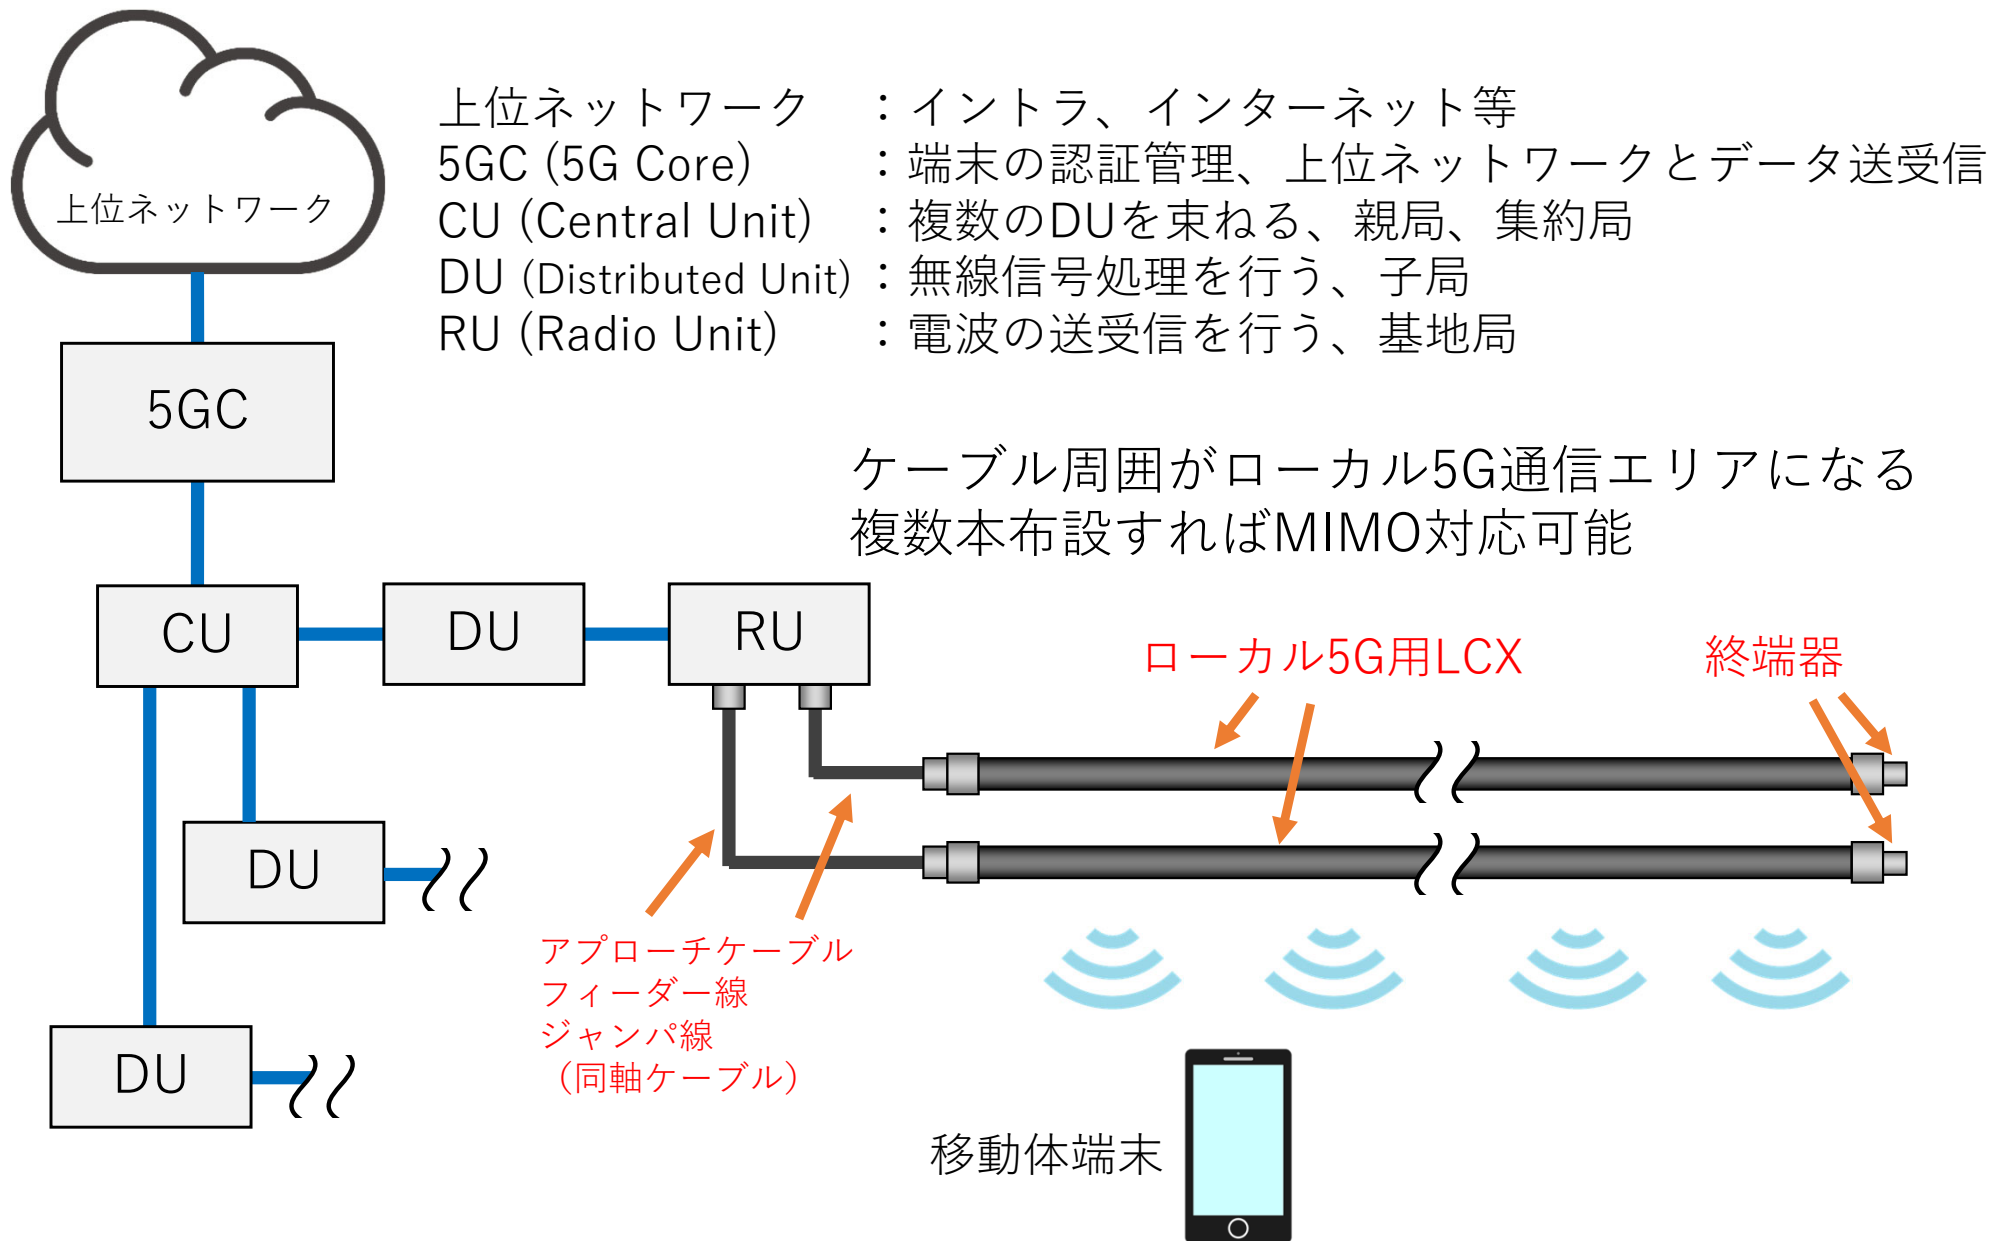 上位ネットワーク ：イントラ、インターネット等
5GC (5G Core) ：端末の認証管理、上位ネットワークとデータ送受信
CU (Central Unit) ：複数のDUを束ねる、親局、集約局
DU (Distributed Unit) ：無線信号処理を行う、子局
RU (Radio Unit) ：電波の送受信を行う、基地局
上位ネットワーク
5GC
ケーブル周囲がローカル5G通信エリアになる
複数本布設すればMIMO対応可能
CU
DU
RU
ローカル5G用LCX
終端器
DU
アプローチケーブル
フィーダー線
ジャンパ線
（同軸ケーブル）
DU
移動体端末